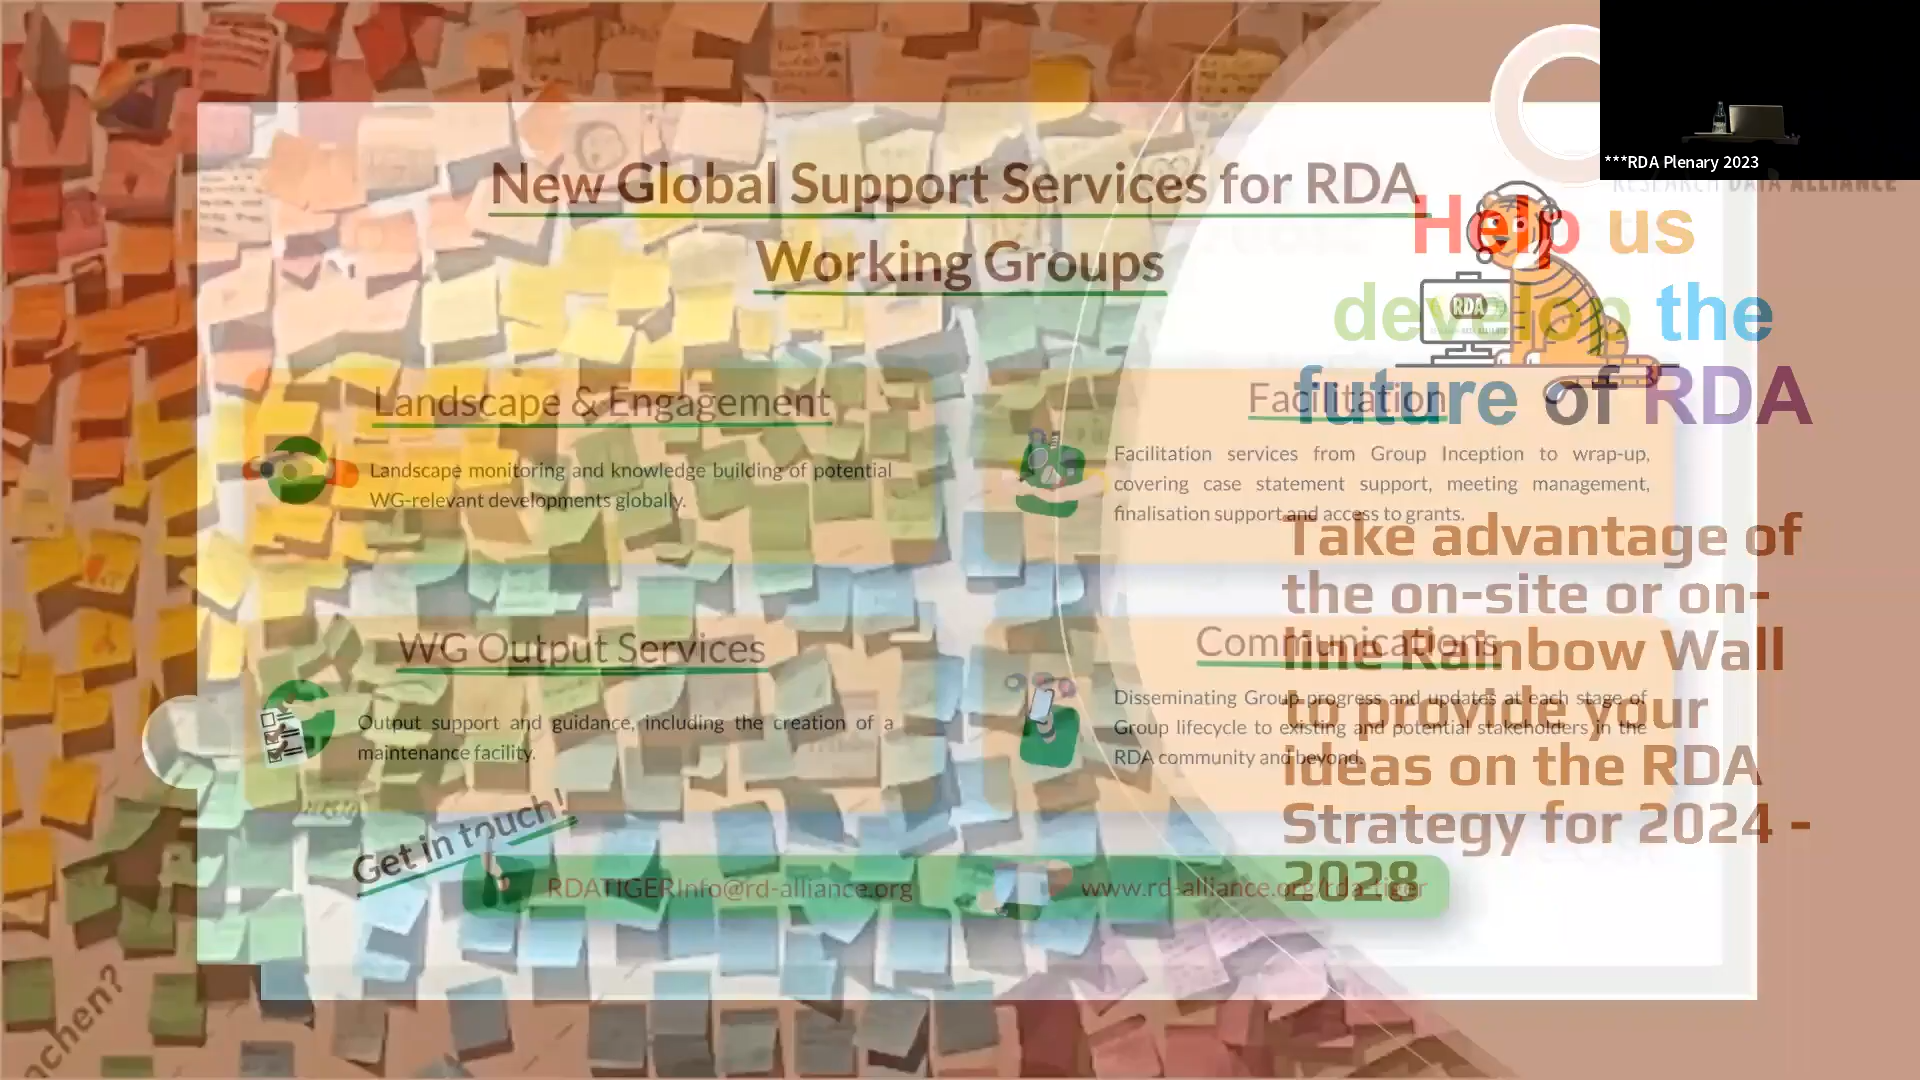 ***RDA Plenary 2023
RESEARCH DATA ALLIANCE
New Global Support Services for RDA
Working Groups
Help us
develop the
future of RDA
RDA
Landscape & Engagement
Landscape monitoring and knowledge building of potential
WG-relevant developments globally.
Facilitation
Facilitation services from Group Inception to wrap-up,
covering case statement support, meeting management,
finalisation support and access to grants.
Take advantage of
the on-site or on-
line Rainbow Wall
to provide your
ideas on the RDA
Strategy for 2024 -
2028
WG Output Services
Output support and guidance, including the creation of a
maintenance facility.
Communications
Disseminating Group progress and updates at each stage of
Group lifecycle to existing and potential stakeholders in the
RDA community and beyond.
Get in touch!
RDATIGERInfo@rd-alliance.org
www.rd-alliance.org/rda-tiger
achen?